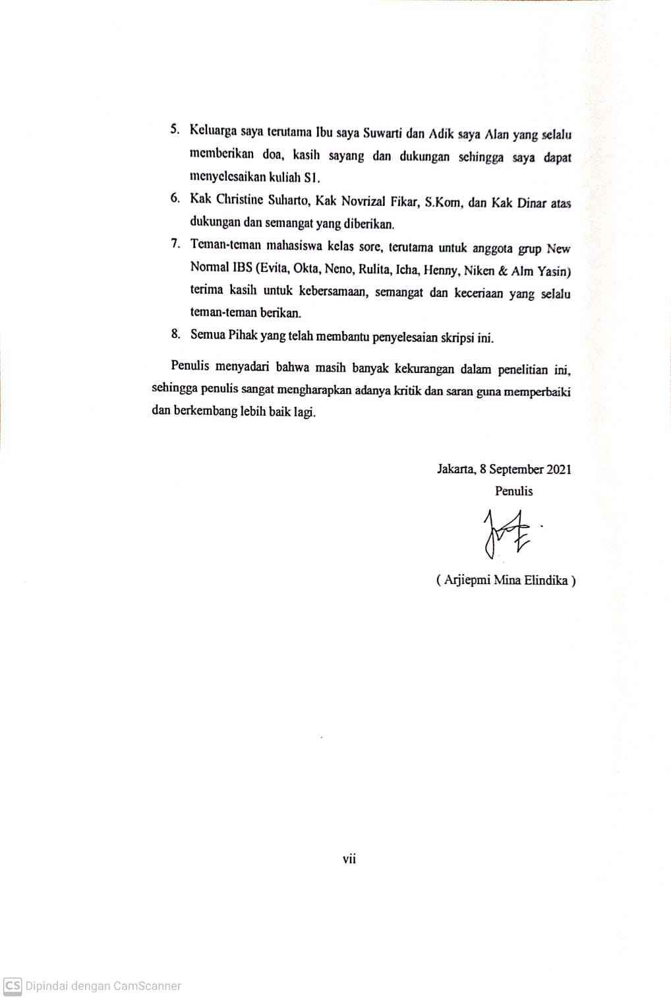 5. Keluarga saya terutama Ibu saya Suwarti dan Adik saya Alan yang selalu
memberikan doa, kasih sayang dan dukungan sehingga saya dapat
menyelesaikan kuliah S1.
6. Kak Christine Suharto, Kak Novrizal Fikar, S.Kom, dan Kak Dinar atas
dukungan dan semangat yang diberikan.
7. Teman-teman mahasiswa kelas sore, terutama untuk anggota grup New
Normal IBS (Evita, Okta, Neno, Rulita, Icha, Henny, Niken & Alm Yasin)
terima kasih untuk kebersamaan, semangat dan keceriaan yang selalu
teman-teman berikan.
8. Semua Pihak yang telah membantu penyelesaian skripsi ini.
Penulis menyadari bahwa masih banyak kekurangan dalam penelitian ini,
sehingga penulis sangat mengharapkan adanya kritik dan saran guna memperbaiki
dan berkembang lebih baik lagi.
Jakarta, 8 September 2021
Penulis
( Arjiepmi Mina Elindika )
vii
CS Dipindai dengan CamScanner